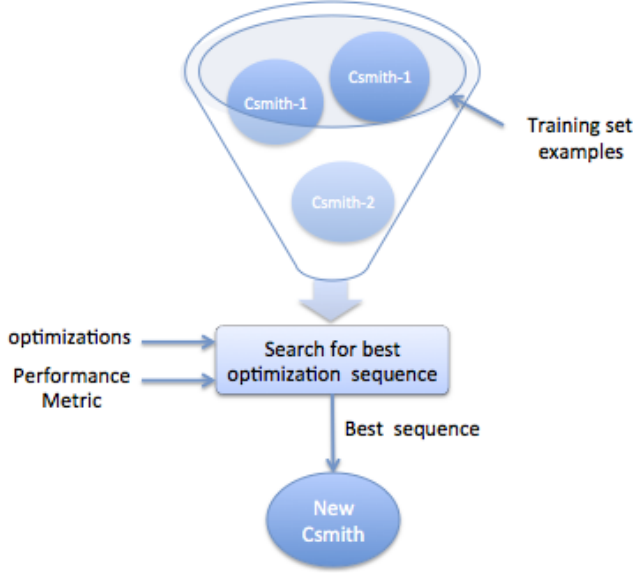 Csmith-1
Csmith-1
Training set
examples
Csmith-2
optimizations
Performance
Metric
Search for best
optimization sequence
Best sequence
New
Csmith